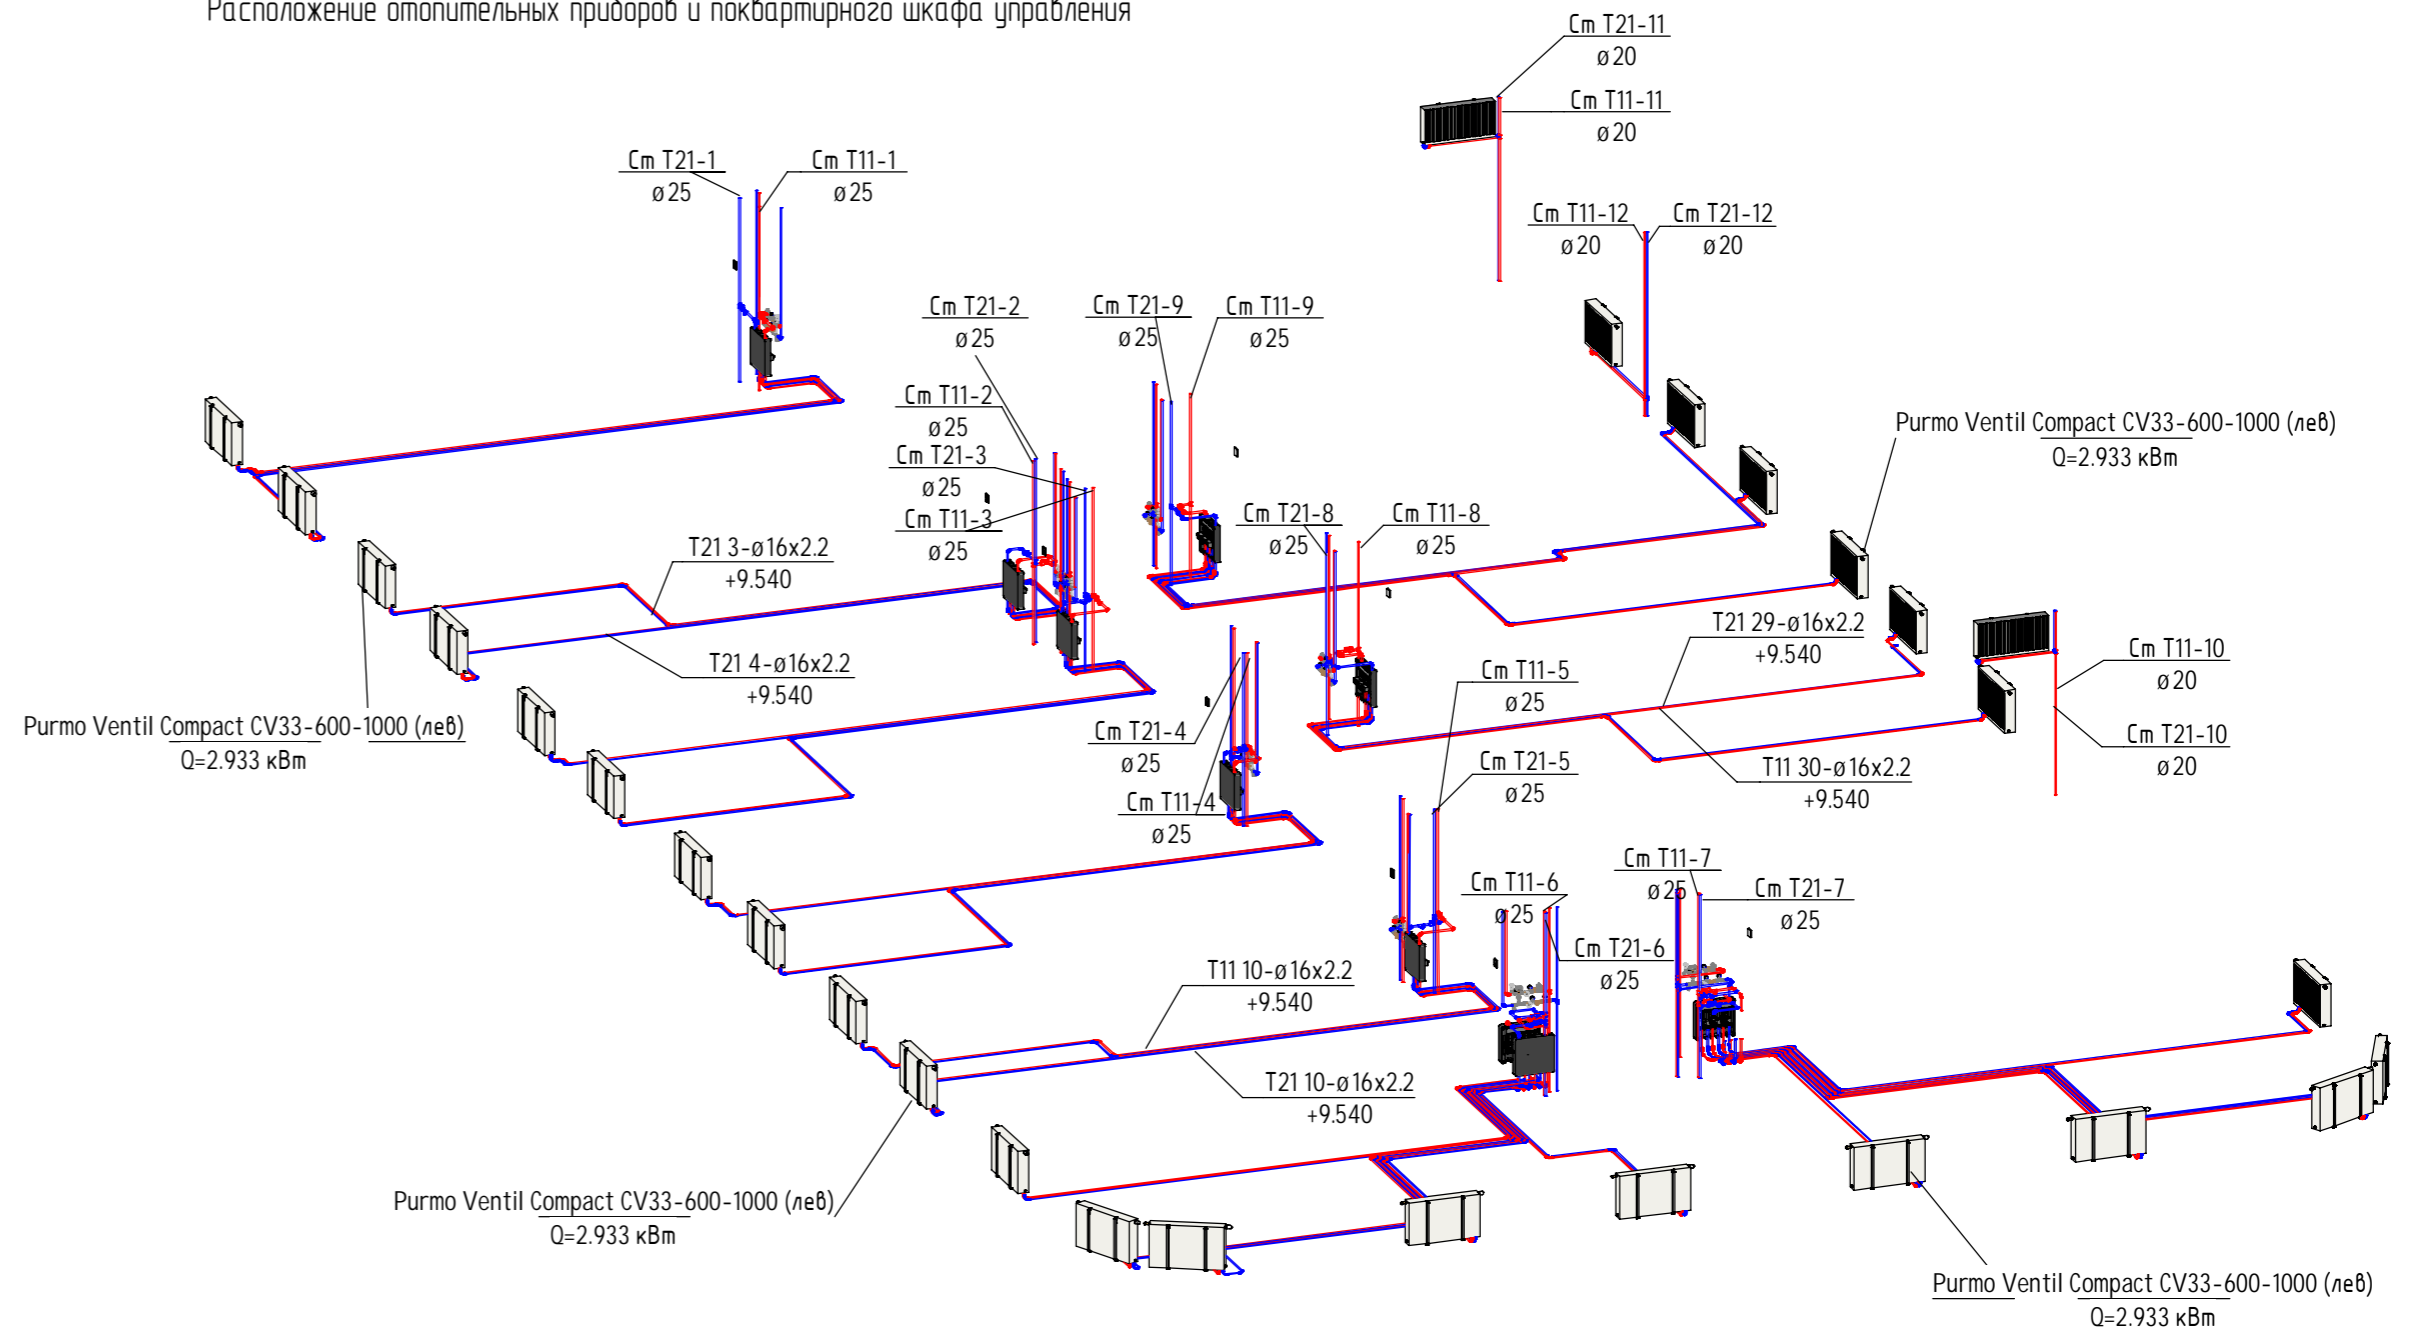 Расположение отопительных приборов и поквартирного шкафа управления
Ст Т21-11
ø20
Ст Т11-11
ø20
Ст Т21-1
ø25
Ст Т11-1
ø25
Ст Т11-12
ø20
Ст Т21-12
ø20
Ст Т21-2
ø25
Ст Т21-9
ø25
Ст Т11-9
ø25
Ст Т11-2
ø25
Ст Т21-3
ø25
Ст Т11-3
ø25
Purmo Ventil Compact CV33-600-1000 (лев)
Q=2.933 кВт
Ст Т21-8
ø25
Ст Т11-8
ø25
Т21 3-ø16x2.2
+9.540
Т21 4-ø16x2.2
+9.540
Т21 29-ø16x2.2
+9.540
Ст Т11-10
ø20
Ст Т21-10
ø20
Ст Т11-5
ø25
Ст Т21-5
ø25
Purmo Ventil Compact CV33-600-1000 (лев)
Q=2.933 кВт
Ст Т21-4
ø25
Ст Т11-4
ø25
Т11 30-ø16x2.2
+9.540
Ст Т11-7
ø25
Ст Т11-6
ø25
Ст Т21-7
ø25
Ст Т21-6
ø25
Т11 10-ø16x2.2
+9.540
Т21 10-ø16x2.2
+9.540
Purmo Ventil Compact CV33-600-1000 (лев)
Q=2.933 кВт
Purmo Ventil Compact CV33-600-1000 (лев)
Q=2.933 кВт